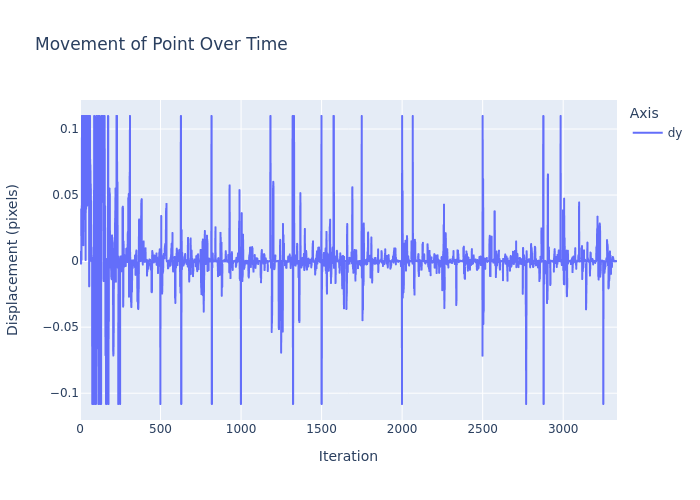 Movement of Point Over Time
Axis
dy
Displacement (pixels)
0.1
0.05
0
−0.05
−0.1
0
500
1000
1500
2000
2500
3000
Iteration